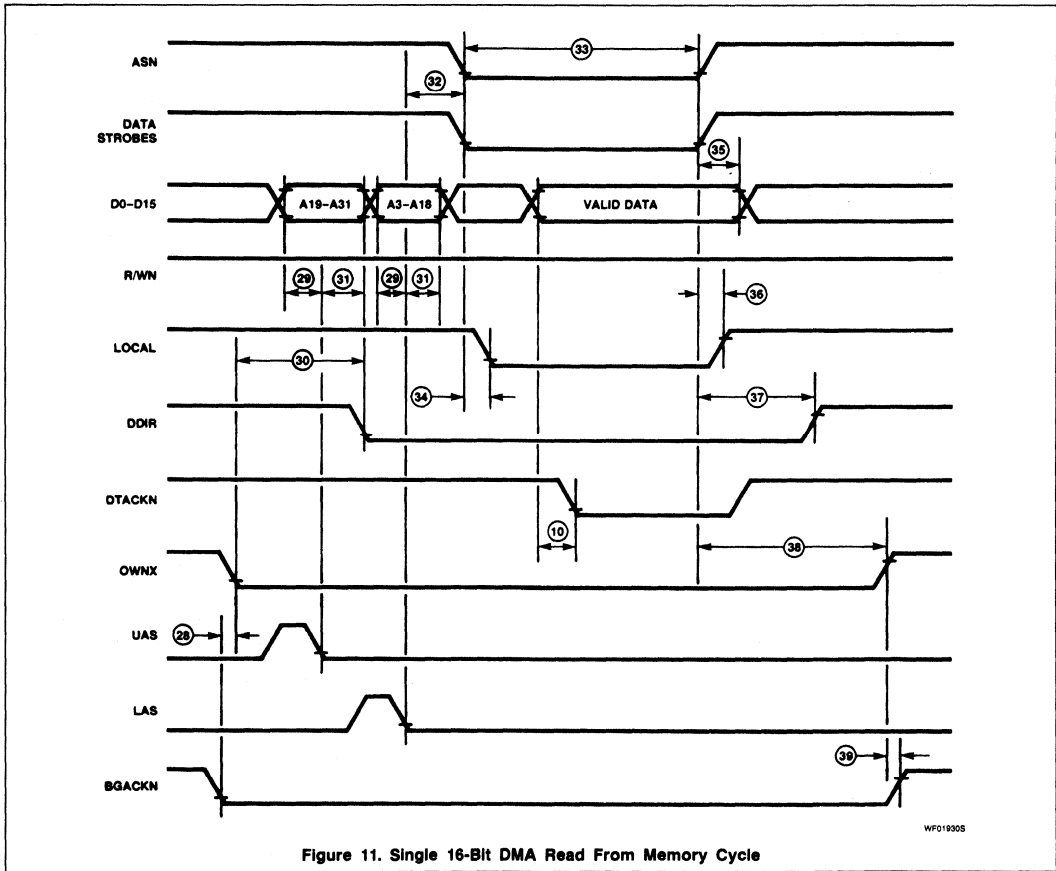 ASN
33
32
DATA
STROBES
35
D0–D15
A19–A31
A3–A18
VALID DATA
R/WN
29
31
29
31
36
LOCAL
30
34
37
DDIR
DTACKN
10
38
OWNX
28
UAS
LAS
39
BGACKN
WF01930S
Figure 11. Single 16-Bit DMA Read From Memory Cycle